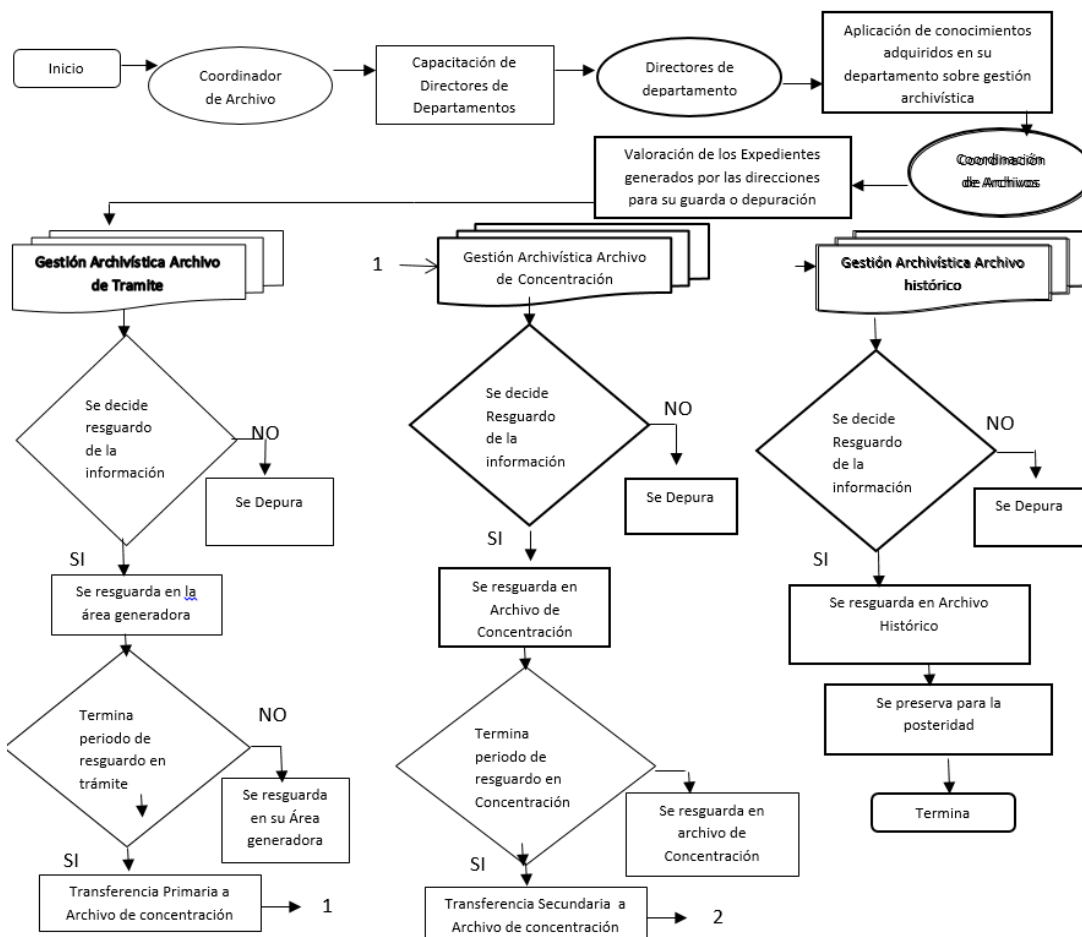 Inicio
Coordinador
de Archivo
Capacitación de
Directores de
Departamentos
Directores de
departamento
Aplicación de conocimientos
adquiridos en su
departamento sobre gestión
archivística
Coordinación
de Archivos
Valoración de los Expedientes
generados por las direcciones
para su guarda o depuración
Gestión Archivística Archivo
de Tramite
Se decide
resguardo
de la
información
NO
Se Depura
SI
Se resguarda en la
área generadora
Termina
periodo de
resguardo en
trámite
NO
Se resguarda
en su Área
generadora
SI
Transferencia Primaria a
Archivo de concentración
1
1
Gestión Archivística Archivo
de Concentración
Se decide
Resguardo
de la
información
NO
Se Depura
SI
Se resguarda en
Archivo de
Concentración
Termina
periodo de
resguardo en
Concentración
Se resguarda en
archivo de
Concentración
SI
Transferencia Secundaria a
Archivo de concentración
2
Gestión Archivística Archivo
histórico
Se decide
Resguardo
de la
información
NO
Se Depura
SI
Se resguarda en Archivo
Histórico
Se preserva para la
posteridad
Termina